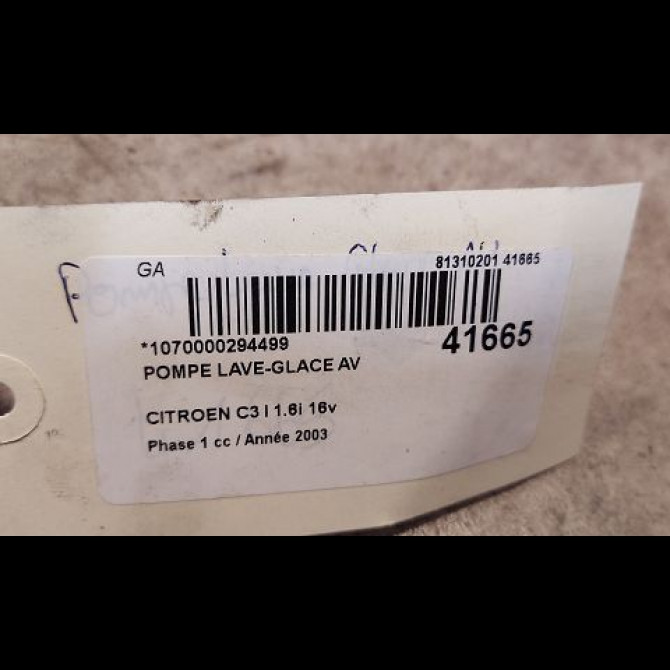 GA
81310201 41665
*1070000294499
41665
POMPE LAVE-GLACE AV
CITROEN C3 I 1.6i 16v
Phase 1 cc / Année 2003